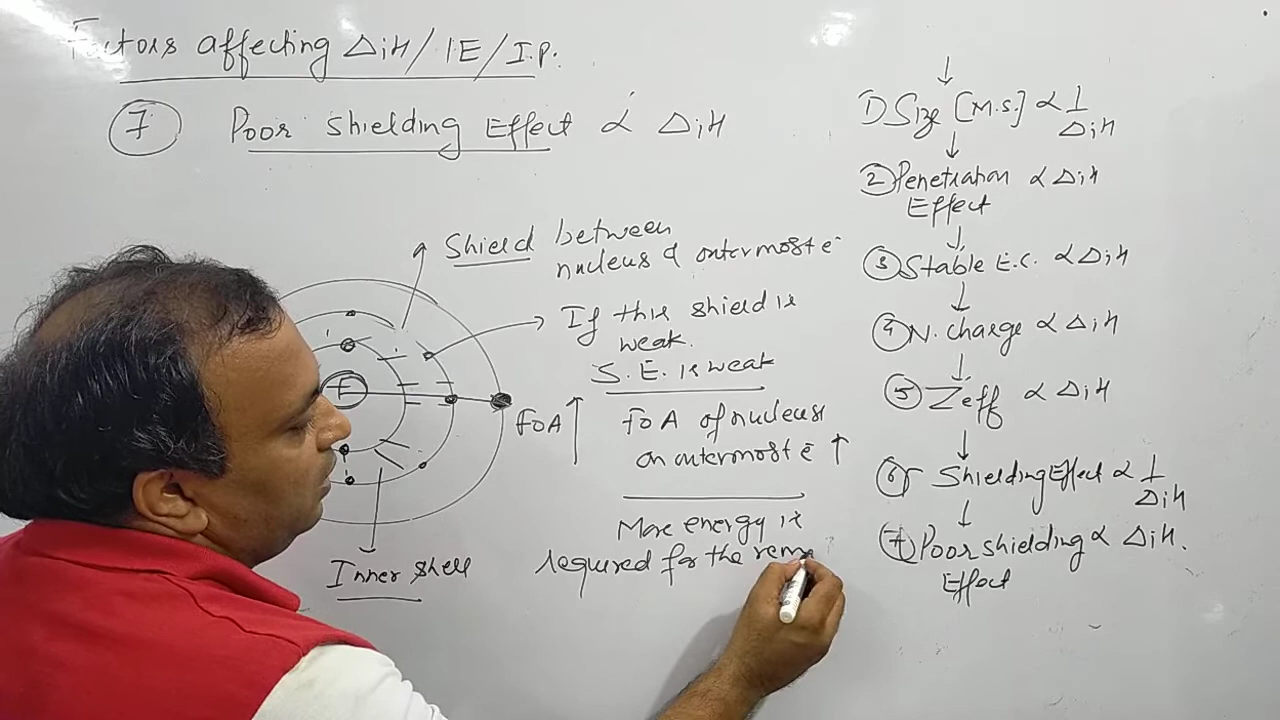 Factors affecting ΔiH / IE / I.P.
7 Poor shielding Effect α ΔiH
Shield between
nucleus & outermost e-
If this shield is
weak.
S.E. is weak
FOA ↑
FOA of nucleus
on outermost e- ↑
More energy is
required for the rem
Inner shell
↓
① Size [M.S.] α 1/ΔiH
↓
② Penetration α ΔiH
Effect
↓
③ Stable E.C. α ΔiH
↓
④ N. charge α ΔiH
↓
⑤ Zeff α ΔiH
↓
⑥ Shielding Effect α 1/ΔiH
↓
⑦ Poor shielding α ΔiH.
Effect